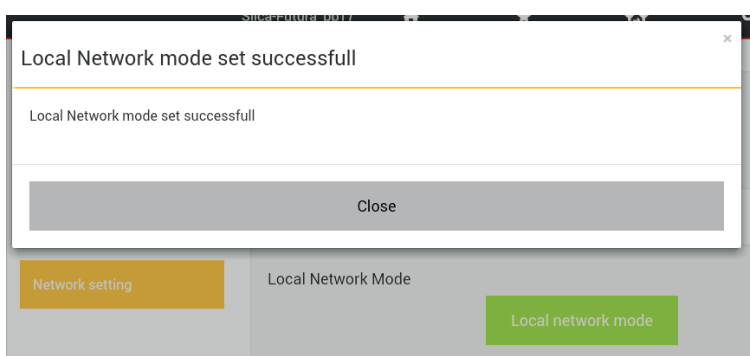 Local Network mode set successfull
×
Local Network mode set successfull
Close
Network setting
Local Network Mode
Local network mode